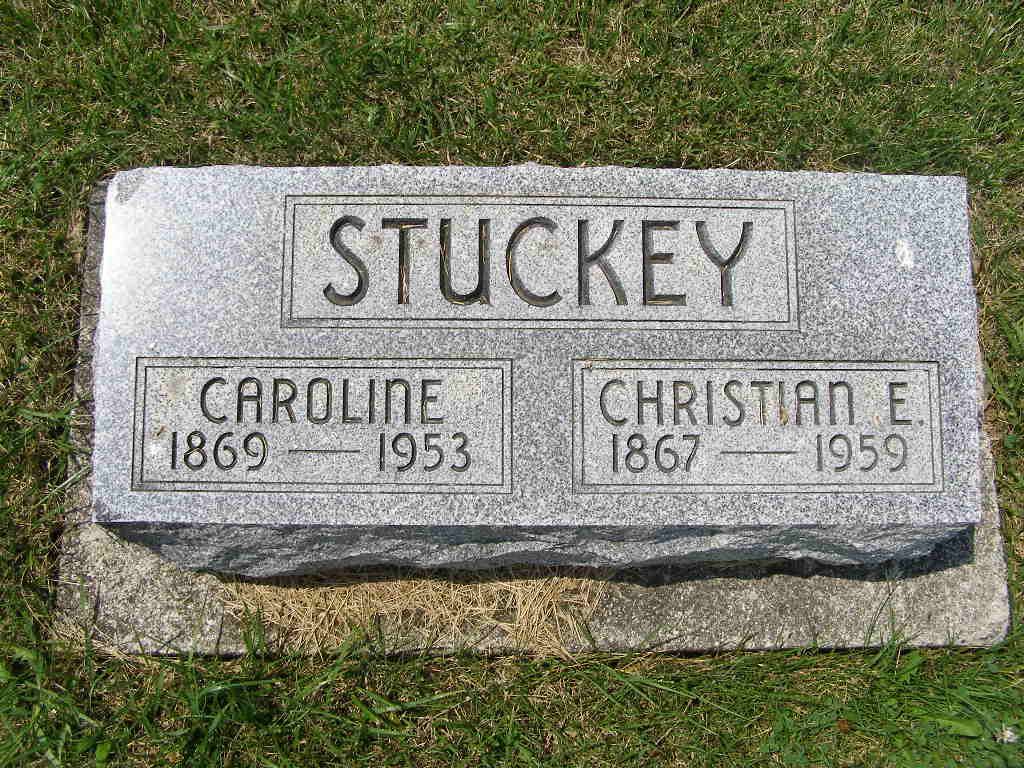 STUCKEY
CAROLINE
1869 — 1953
CHRISTIAN E.
1867 — 1959